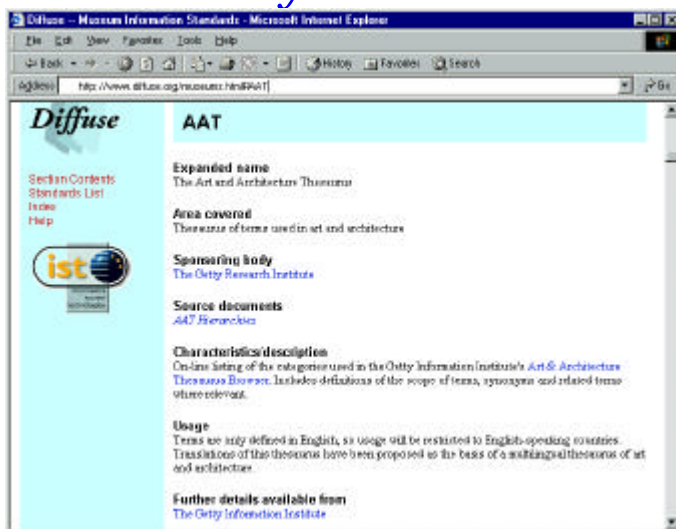 y
Diffuse -- Museum Information Standards - Microsoft Internet Explorer
File Edit View Favorites Tools Help
Back History Favorites Search
Address http://www.diffuse.org/museums.html#AAT Go
Diffuse
Section Contents
Standards List
Index
Help
ist
AAT
Expanded name
The Art and Architecture Thesaurus
Area covered
Thesaurus of terms used in art and architecture
Sponsoring body
The Getty Research Institute
Source documents
AAT Hierarchies
Characteristics/description
On-line listing of the categories used in the Getty Information Institute's Art & Architecture
Thesaurus Browser. Includes definitions of the scope of terms, synonyms and related terms
where relevant.
Usage
Terms are only defined in English, so usage will be restricted to English-speaking countries.
Translations of this thesaurus have been proposed as the basis of a multilingual thesaurus of art
and architecture.
Further details available from
The Getty Information Institute